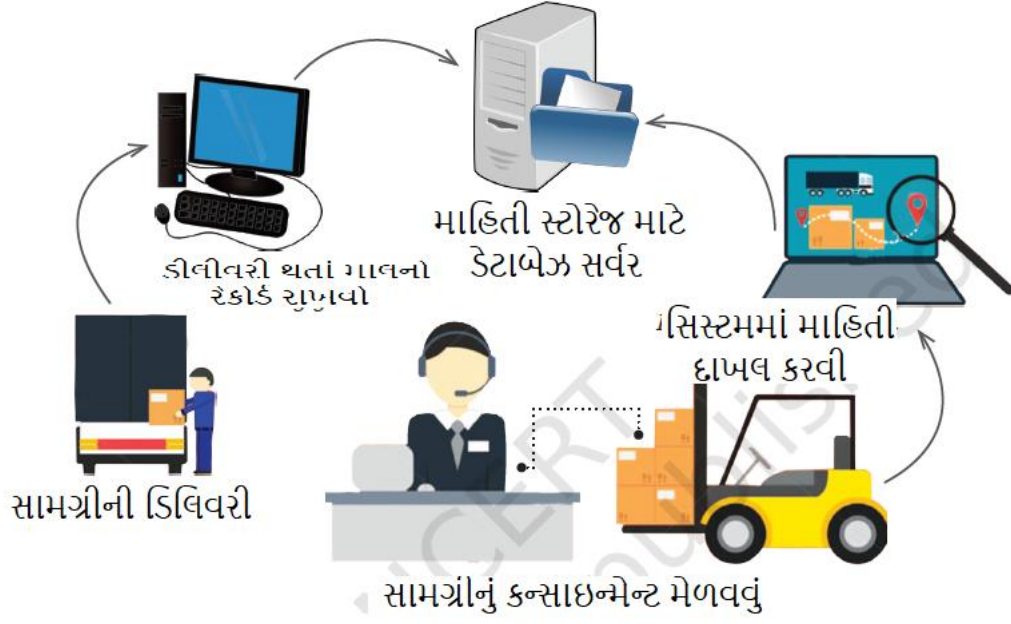 માહિતી સ્ટોરેજ માટે
ડેટાબેઝ સર્વર
ડીલીવરી થતાં માલનો
રેકોર્ડ રાખવો
સિસ્ટમમાં માહિતી
દાખલ કરવી
સામગ્રીની ડિલિવરી
સામગ્રીનું કન્સાઇન્મેન્ટ મેળવવું